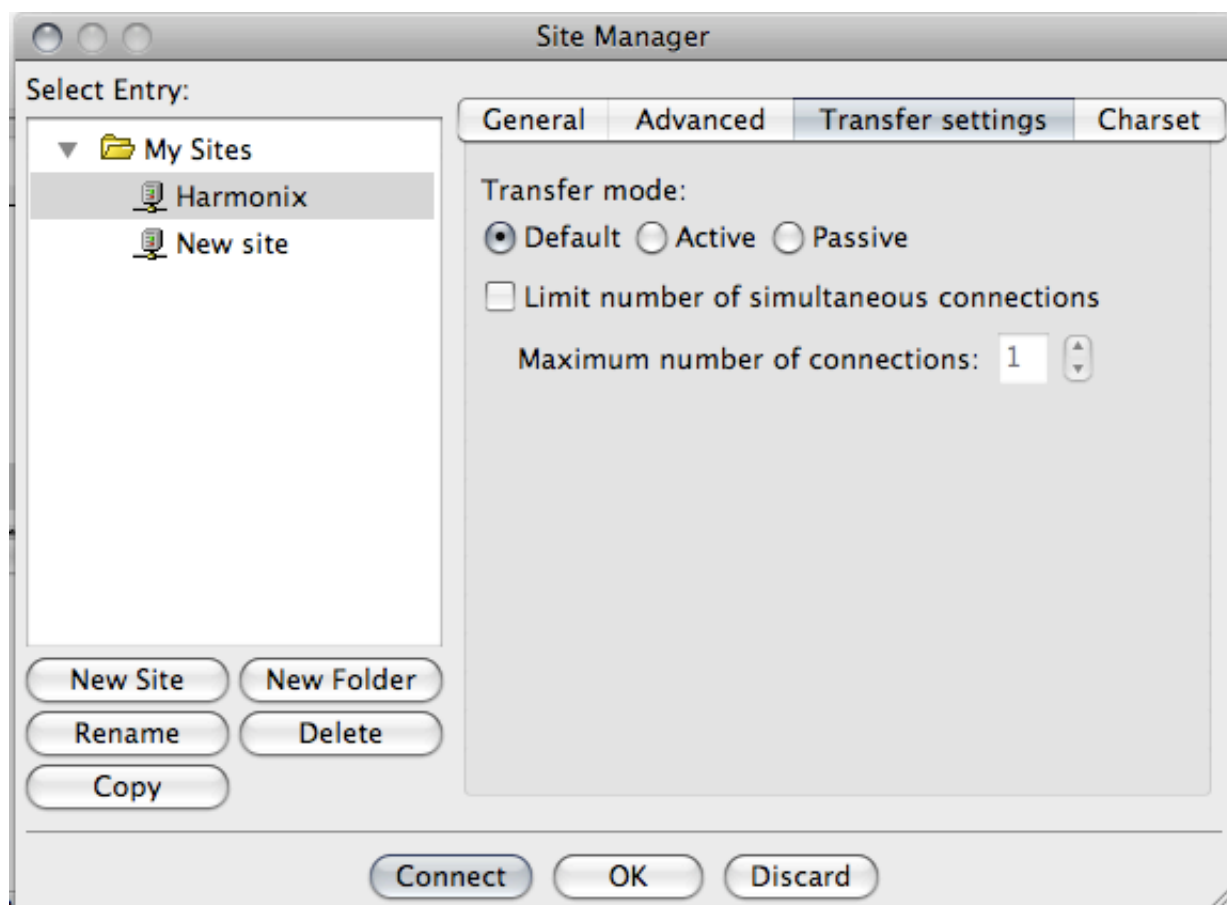 Site Manager
Select Entry:
My Sites
Harmonix
New site
New Site New Folder
Rename Delete
Copy
General Advanced Transfer settings Charset
Transfer mode:
Default Active Passive
Limit number of simultaneous connections
Maximum number of connections: 1
Connect OK Discard